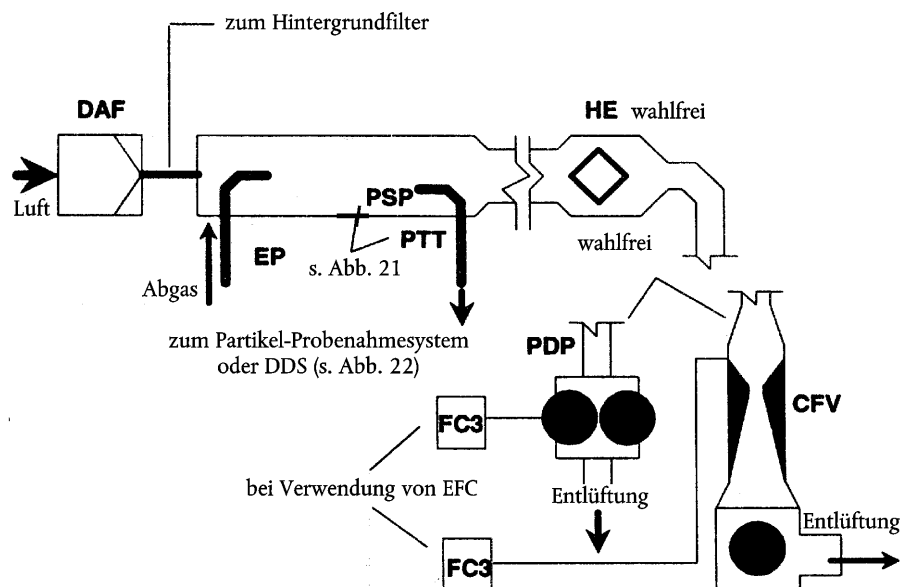 zum Hintergrundfilter
DAF
HE wahlfrei
Luft
PSP
wahlfrei
EP
PTT
s. Abb. 21
Abgas
zum Partikel-Probenahmesystem
oder DDS (s. Abb. 22)
PDP
CFV
FC3
bei Verwendung von EFC
Entlüftung
Entlüftung
FC3